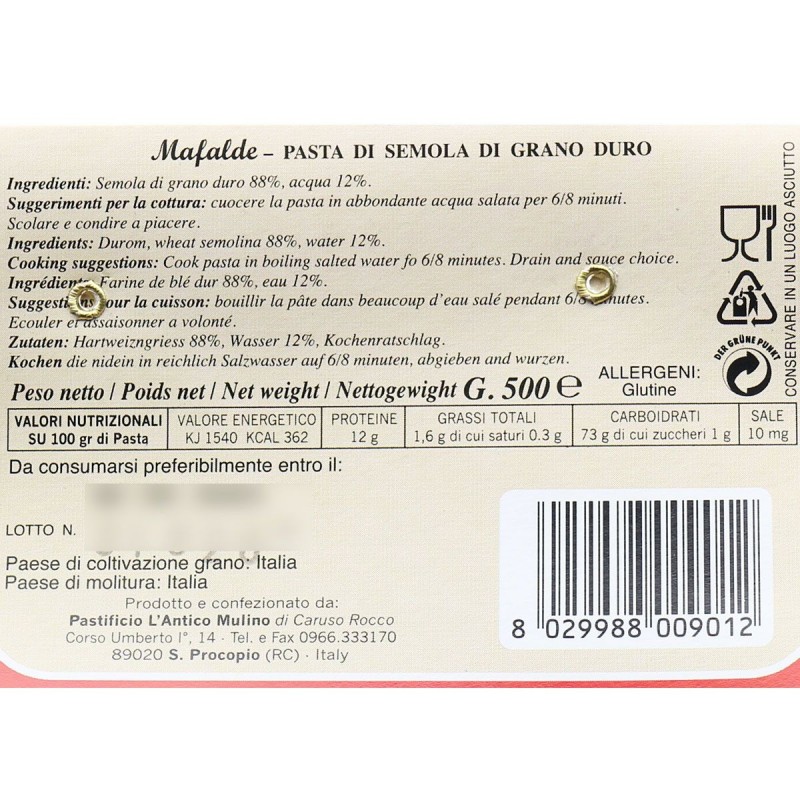 Mafalde – PASTA DI SEMOLA DI GRANO DURO
Ingredienti: Semola di grano duro 88%, acqua 12%.
Suggerimenti per la cottura: cuocere la pasta in abbondante acqua salata per 6/8 minuti.
Scolare e condire a piacere.
Ingredients: Durom, wheat semolina 88%, water 12%.
Cooking suggestions: Cook pasta in boiling salted water fo 6/8 minutes. Drain and sauce choice.
Farine de blé dur 88%, eau 12%.
pour la cuisson: bouillir la pâte dans beaucoup d'eau salé pendant
Ecouler et assaisonner a volonté.
Zutaten: Hartweizngriess 88%, Wasser 12%, Kochenratschlag.
Kochen die nidein in reichlich Salzwasser auf 6/8 minuten, abgieben and wurzen.
Peso netto / Poids net / Net weight / Nettogewight G. 500 ℮
ALLERGENI:
Glutine
VALORI NUTRIZIONALI
SU 100 gr di Pasta
VALORE ENERGETICO
KJ 1540 KCAL 362
PROTEINE
12 g
GRASSI TOTALI
1,6 g di cui saturi 0.3 g
CARBOIDRATI
73 g di cui zuccheri 1 g
SALE
10 mg
Da consumarsi preferibilmente entro il:
LOTTO N.
Paese di coltivazione grano: Italia
Paese di molitura: Italia
Prodotto e confezionato da:
Pastificio L'Antico Mulino di Caruso Rocco
Corso Umberto I°, 14 - Tel. e Fax 0966.333170
89020 S. Procopio (RC) - Italy
8 029988 009012
DER GRÜNE PUNKT
CONSERVARE IN UN LUOGO ASCIUTTO